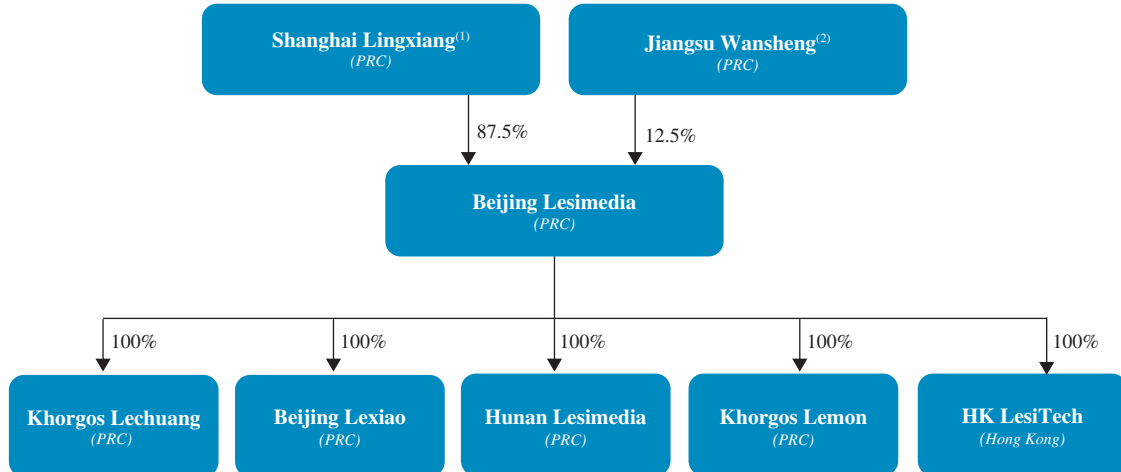 Shanghai Lingxiang(1)
(PRC)
Jiangsu Wansheng(2)
(PRC)
87.5%
12.5%
Beijing Lesimedia
(PRC)
100%
100%
100%
100%
100%
Khorgos Lechuang
(PRC)
Beijing Lexiao
(PRC)
Hunan Lesimedia
(PRC)
Khorgos Lemon
(PRC)
HK LesiTech
(Hong Kong)